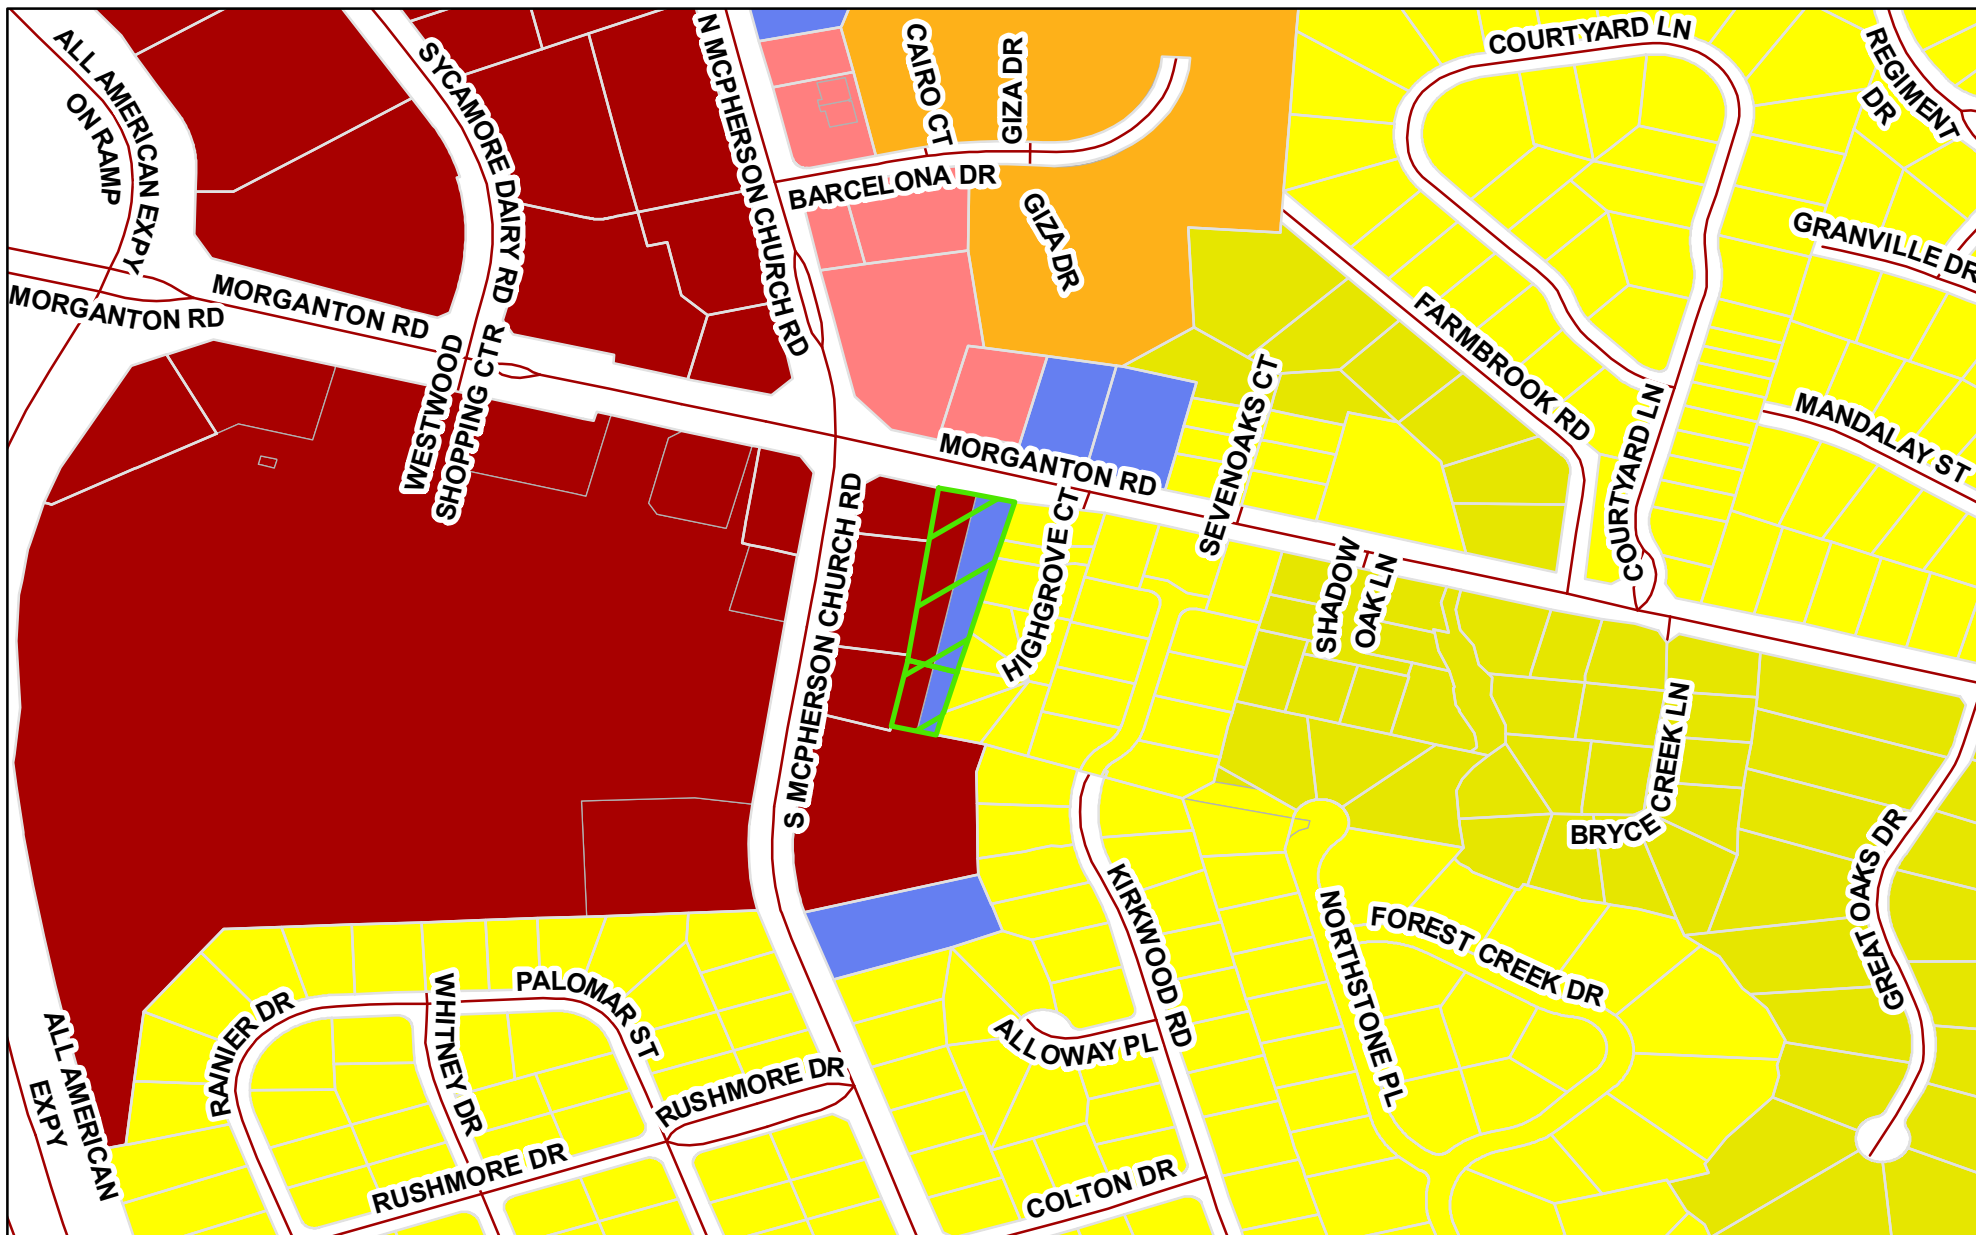 ALL AMERICAN EXPY
ON RAMP
SYCAMORE DAIRY RD
N MCPHERSON CHURCH RD
CAIRO CT
GIZA DR
COURTYARD LN
REGIMENT
DR
BARCELONA DR
GIZA DR
GRANVILLE DR
MORGANTON RD
MORGANTON RD
WESTWOOD
SHOPPING CTR
FARMBROOK RD
MANDALAY ST
COURTYARD LN
MORGANTON RD
SEVENOAKS CT
HIGHGROVE CT
SHADOW
OAK LN
S MCPHERSON CHURCH RD
BRYCE CREEK LN
GREAT OAKS DR
KIRKWOOD RD
NORTHSTONE PL
FOREST CREEK DR
ALL AMERICAN
EXPY
RAINIER DR
WHITNEY DR
PALOMAR ST
RUSHMORE DR
RUSHMORE DR
ALLOWAY PL
COLTON DR